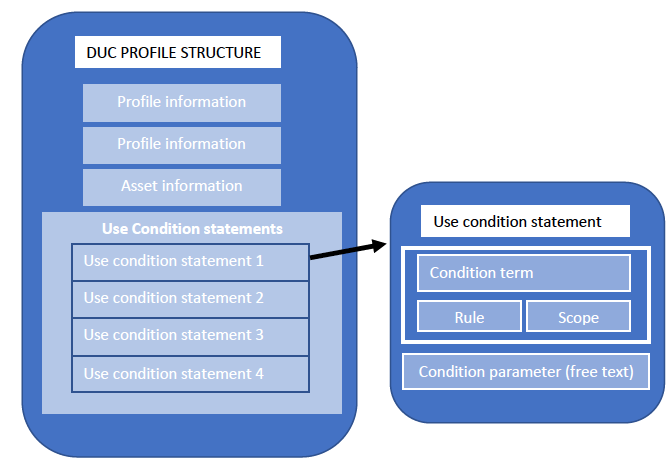 DUC PROFILE STRUCTURE
Profile information
Profile information
Asset information
Use Condition statements
Use condition statement 1
Use condition statement 2
Use condition statement 3
Use condition statement 4
Use condition statement
Condition term
Rule
Scope
Condition parameter (free text)